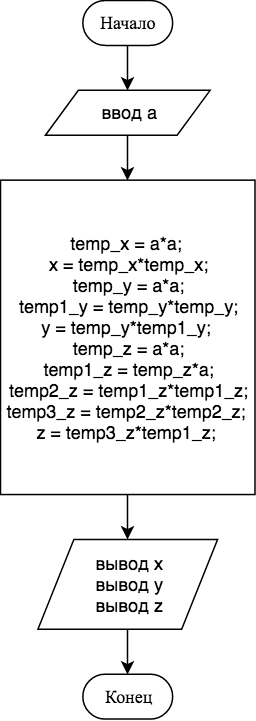 Начало
ввод a
temp_x = a*a;
x = temp_x*temp_x;
temp_y = a*a;
temp1_y = temp_y*temp_y;
y = temp_y*temp1_y;
temp_z = a*a;
temp1_z = temp_z*a;
temp2_z = temp1_z*temp1_z;
temp3_z = temp2_z*temp2_z;
z = temp3_z*temp1_z;
вывод x
вывод y
вывод z
Конец